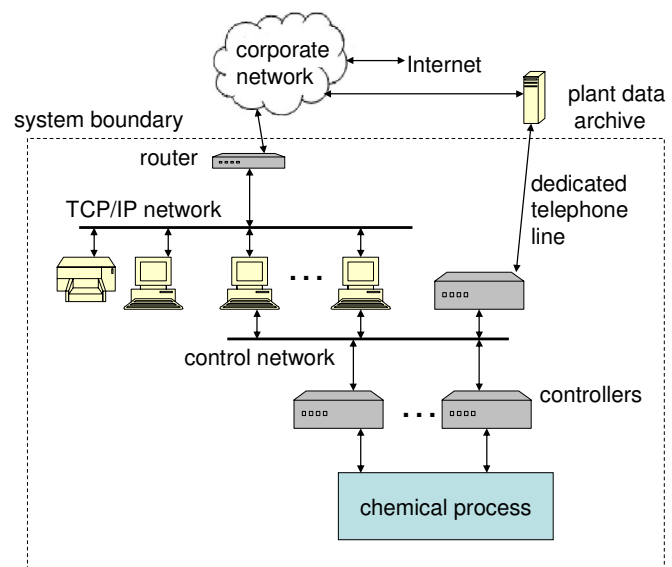 corporate
network
Internet
plant data
archive
system boundary
router
dedicated
telephone
line
TCP/IP network
...
control network
controllers
...
chemical process